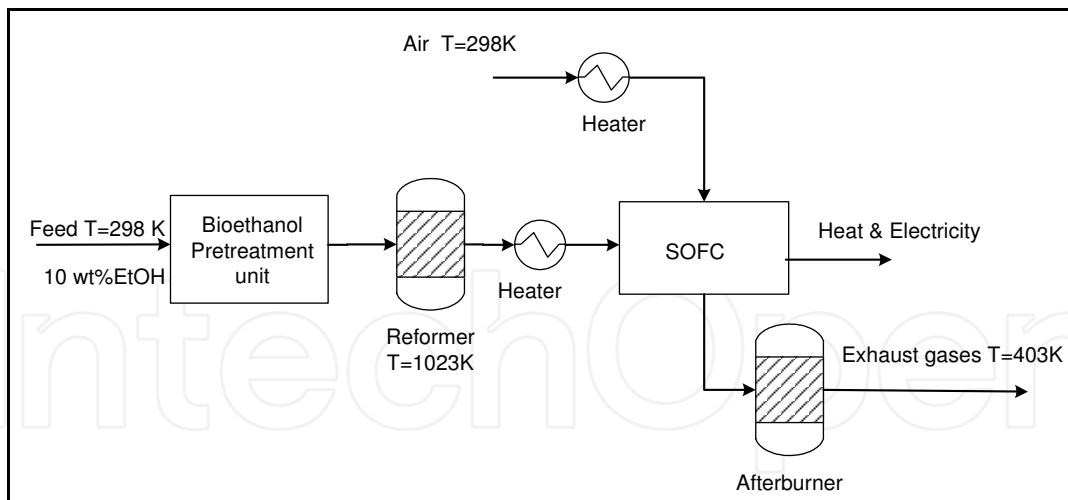 Air T=298K
Heater
Feed T=298 K
10 wt%EtOH
Bioethanol
Pretreatment
unit
Reformer
T=1023K
Heater
SOFC
Heat & Electricity
Exhaust gases T=403K
Afterburner
ntechOpen